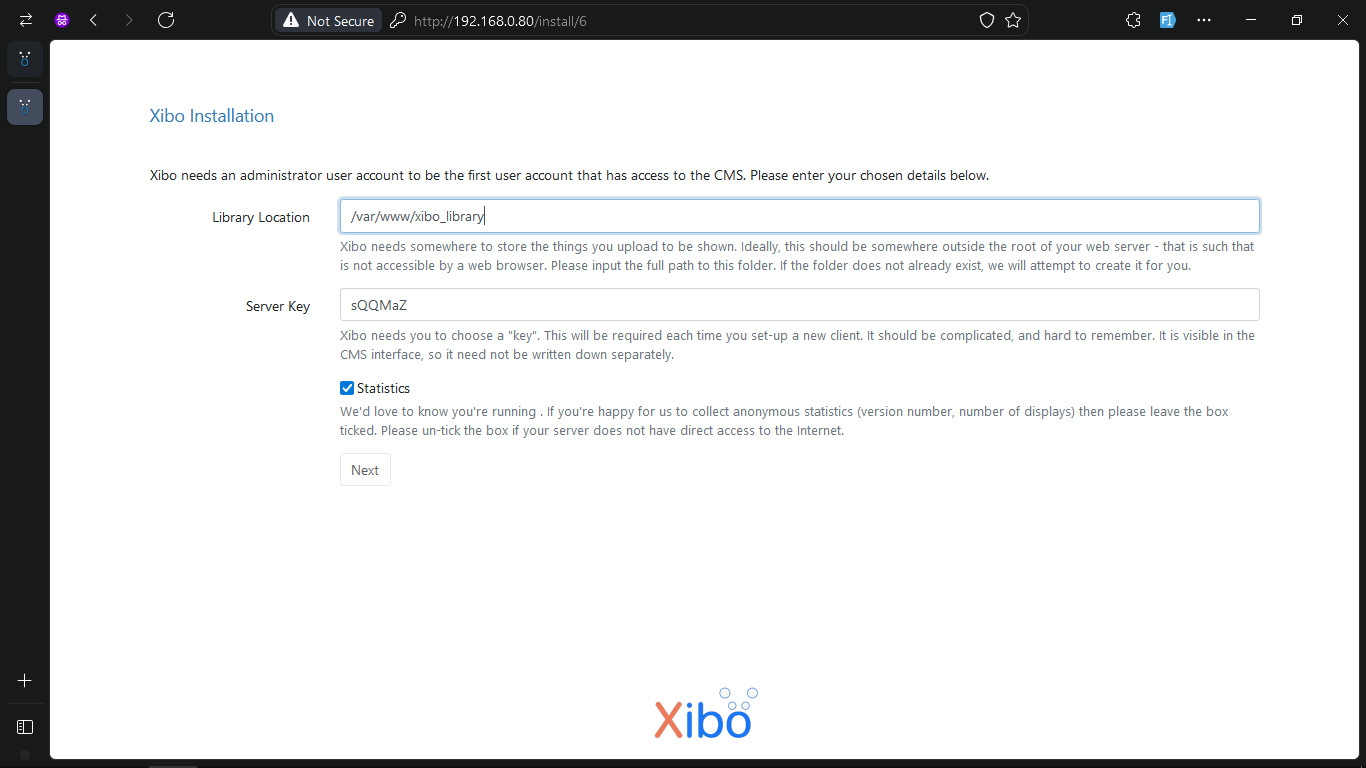 Not Secure
http://192.168.0.80/install/6
Xibo Installation
Xibo needs an administrator user account to be the first user account that has access to the CMS. Please enter your chosen details below.
Library Location
/var/www/xibo_library
Xibo needs somewhere to store the things you upload to be shown. Ideally, this should be somewhere outside the root of your web server - that is such that
is not accessible by a web browser. Please input the full path to this folder. If the folder does not already exist, we will attempt to create it for you.
Server Key
sQQMaZ
Xibo needs you to choose a "key". This will be required each time you set-up a new client. It should be complicated, and hard to remember. It is visible in the
CMS interface, so it need not be written down separately.
Statistics
We'd love to know you're running . If you're happy for us to collect anonymous statistics (version number, number of displays) then please leave the box
ticked. Please un-tick the box if your server does not have direct access to the Internet.
Next
Xibo